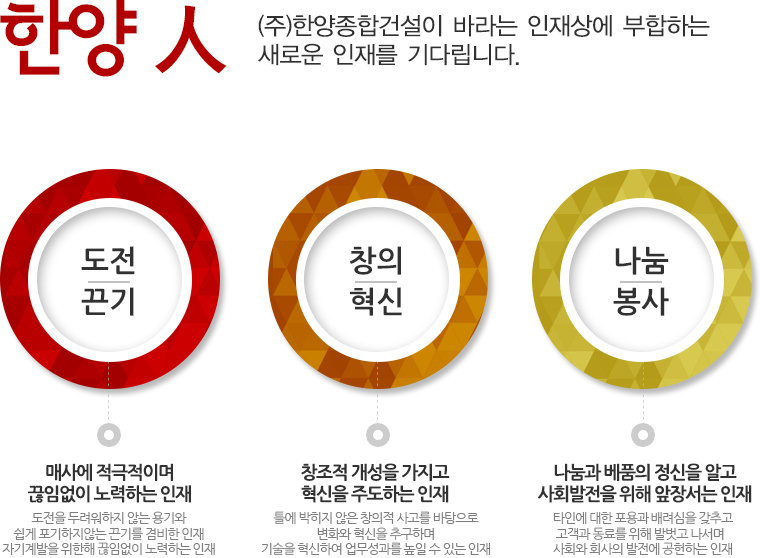 한양 人
(주)한양종합건설이 바라는 인재상에 부합하는
새로운 인재를 기다립니다.
도전
끈기
매사에 적극적이며
끊임없이 노력하는 인재
도전을 두려워하지 않는 용기와
쉽게 포기하지않는 끈기를 겸비한 인재
자기계발을 위한해 끊임없이 노력하는 인재
창의
혁신
창조적 개성을 가지고
혁신을 주도하는 인재
틀에 박히지 않은 창의적 사고를 바탕으로
변화와 혁신을 추구하며
기술을 혁신하여 업무성과를 높일 수 있는 인재
나눔
봉사
나눔과 베품의 정신을 알고
사회발전을 위해 앞장서는 인재
타인에 대한 포용과 배려심을 갖추고
고객과 동료를 위해 발벗고 나서며
사회와 회사의 발전에 공헌하는 인재